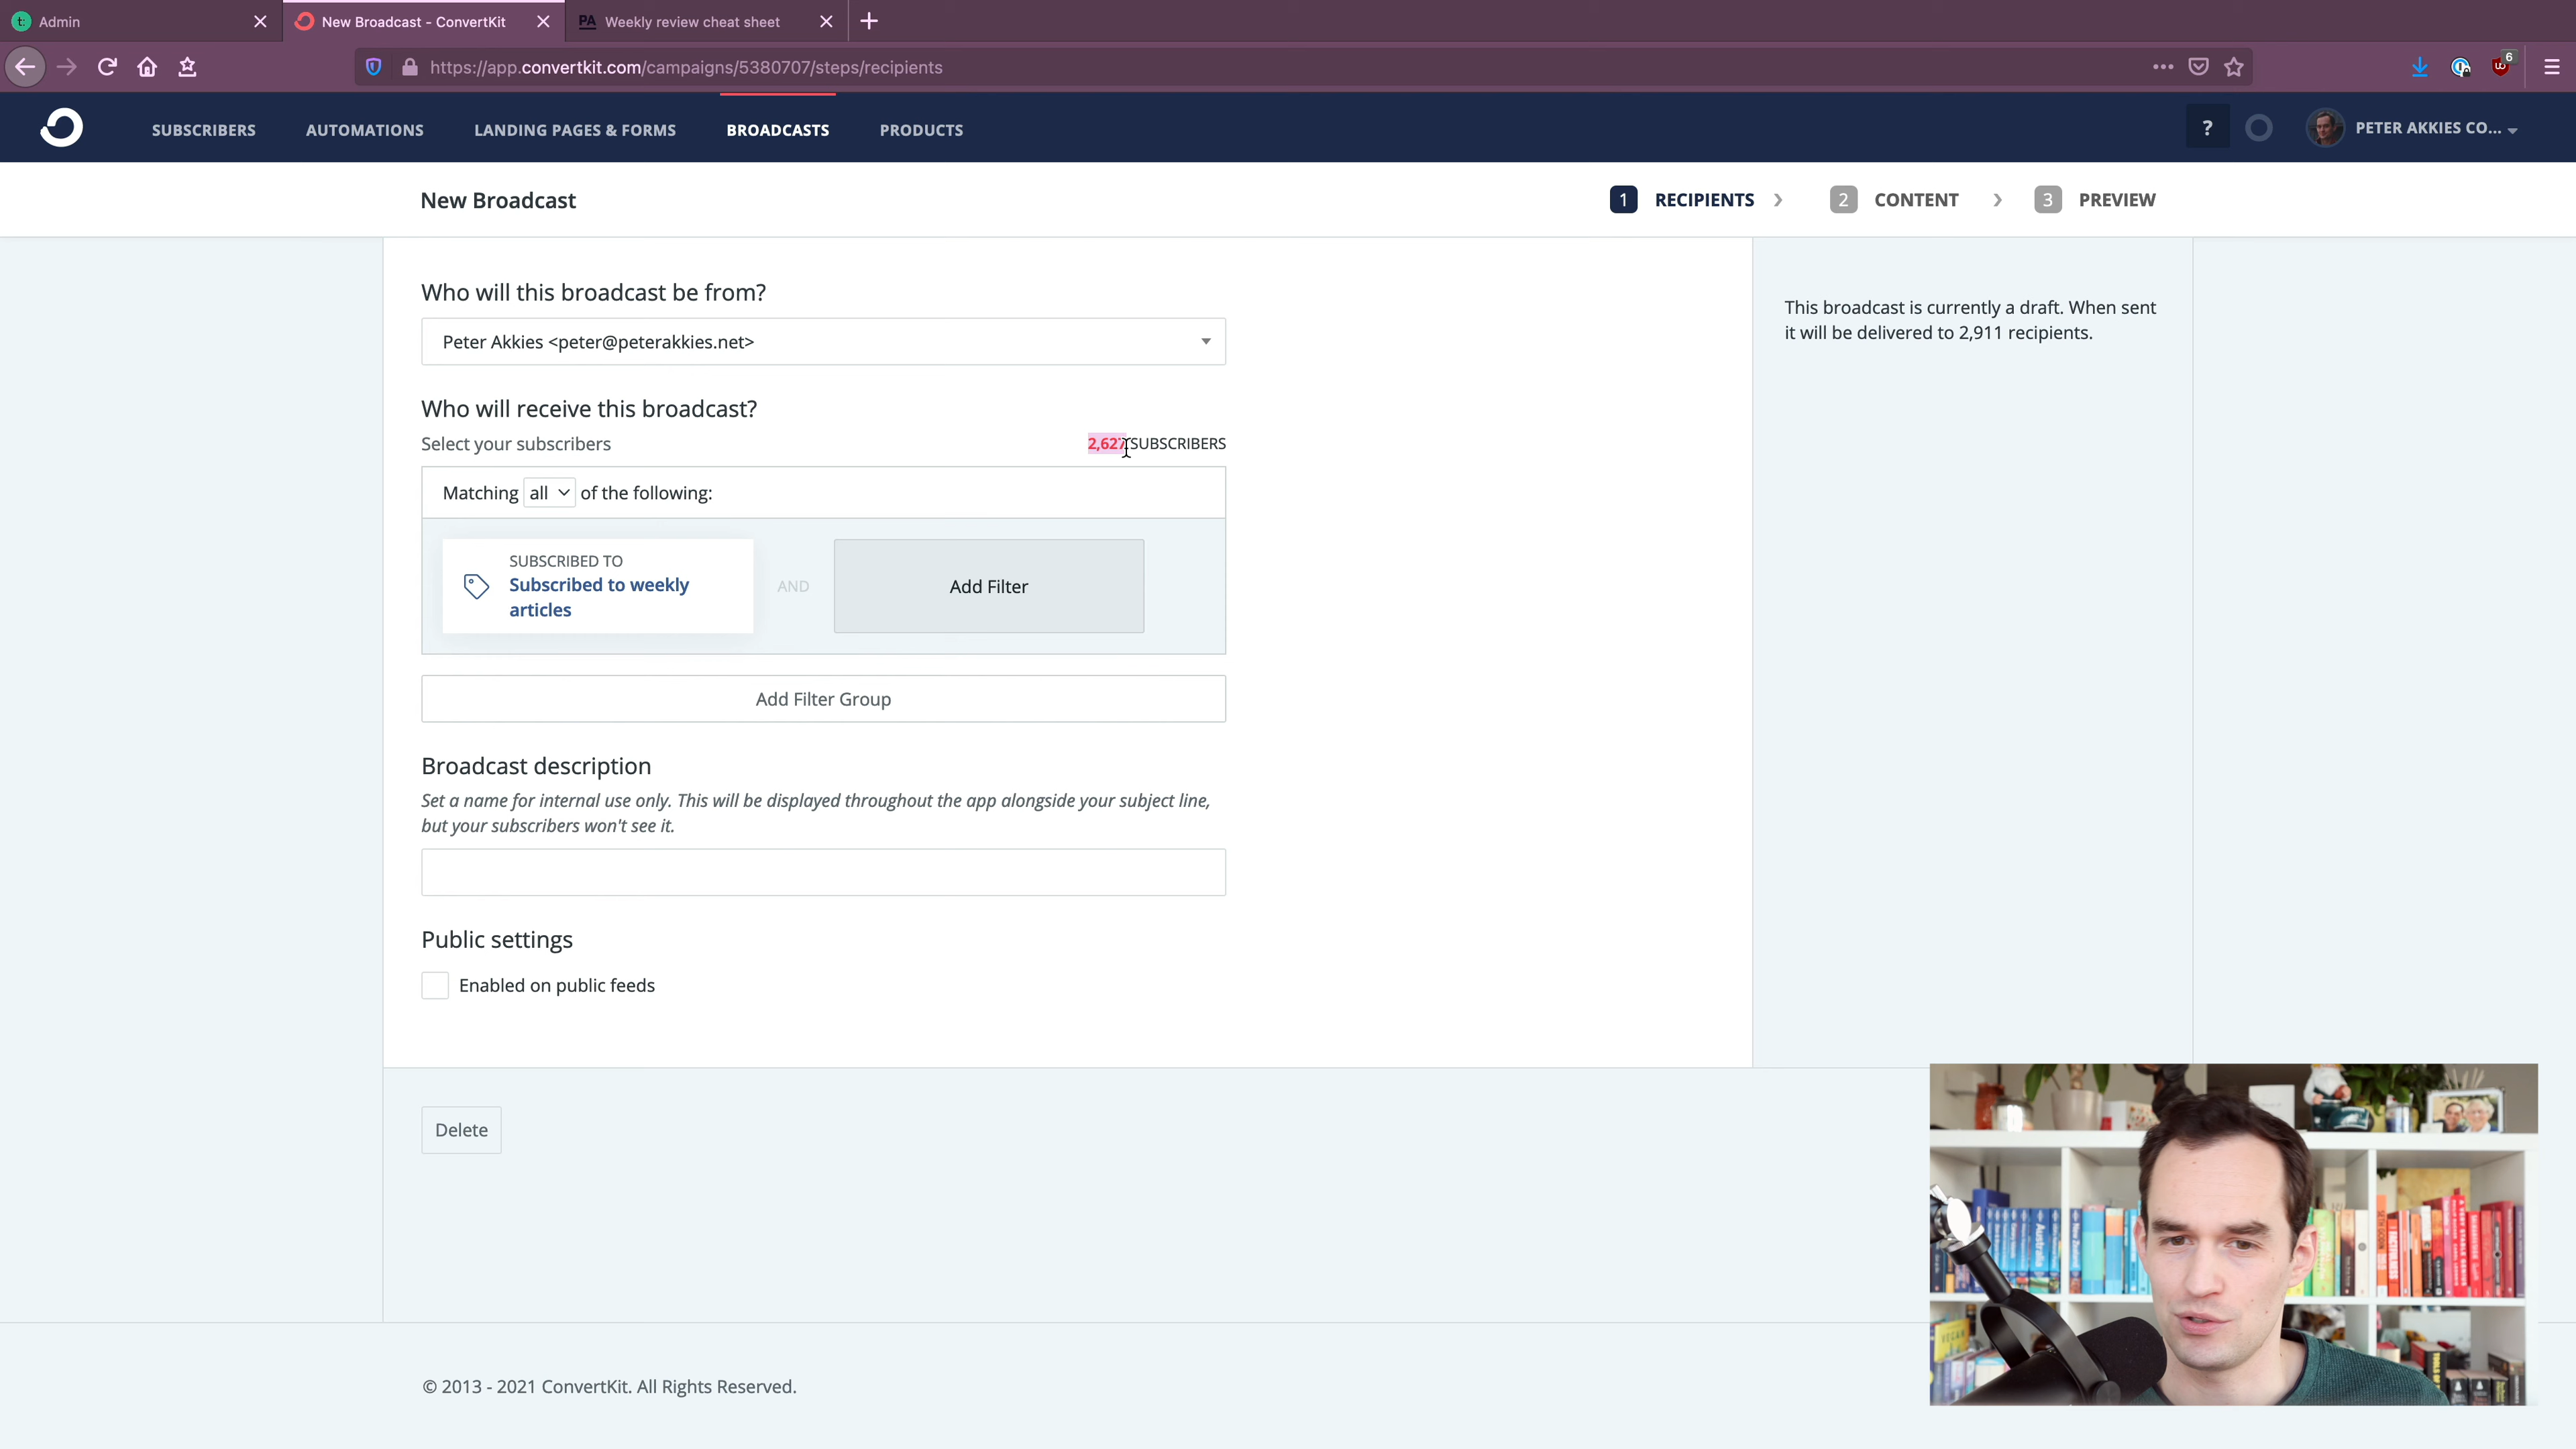 Admin
New Broadcast - ConvertKit
PA Weekly review cheat sheet
https://app.convertkit.com/campaigns/5380707/steps/recipients
6
SUBSCRIBERS AUTOMATIONS LANDING PAGES & FORMS BROADCASTS PRODUCTS
? PETER AKKIES CO...
New Broadcast
1 RECIPIENTS 2 CONTENT 3 PREVIEW
Who will this broadcast be from?
Peter Akkies <peter@peterakkies.net>
This broadcast is currently a draft. When sent
it will be delivered to 2,911 recipients.
Who will receive this broadcast?
Select your subscribers 2,627 SUBSCRIBERS
Matching all of the following:
SUBSCRIBED TO
Subscribed to weekly
articles
AND
Add Filter
Add Filter Group
Broadcast description
Set a name for internal use only. This will be displayed throughout the app alongside your subject line,
but your subscribers won't see it.
Public settings
Enabled on public feeds
Delete
© 2013 - 2021 ConvertKit. All Rights Reserved.
Australia
VEGAN